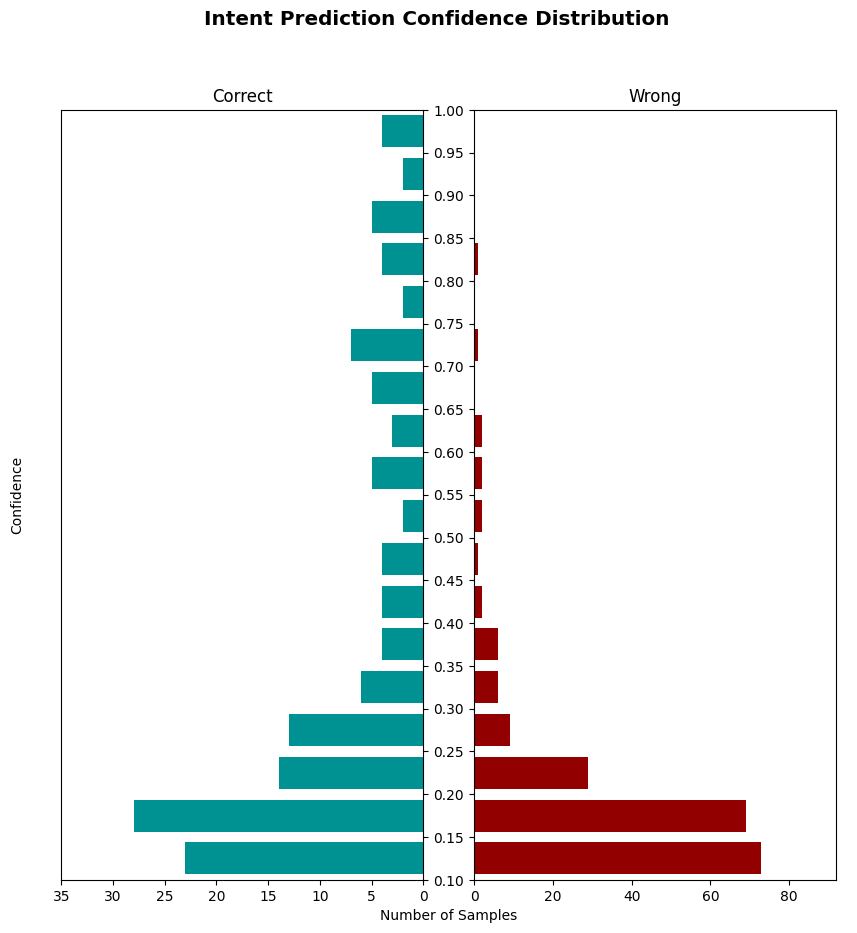 Intent Prediction Confidence Distribution
Correct
Wrong
Confidence
1.00
0.95
0.90
0.85
0.80
0.75
0.70
0.65
0.60
0.55
0.50
0.45
0.40
0.35
0.30
0.25
0.20
0.15
0.10
35 30 25 20 15 10 5 0
0 20 40 60 80
Number of Samples